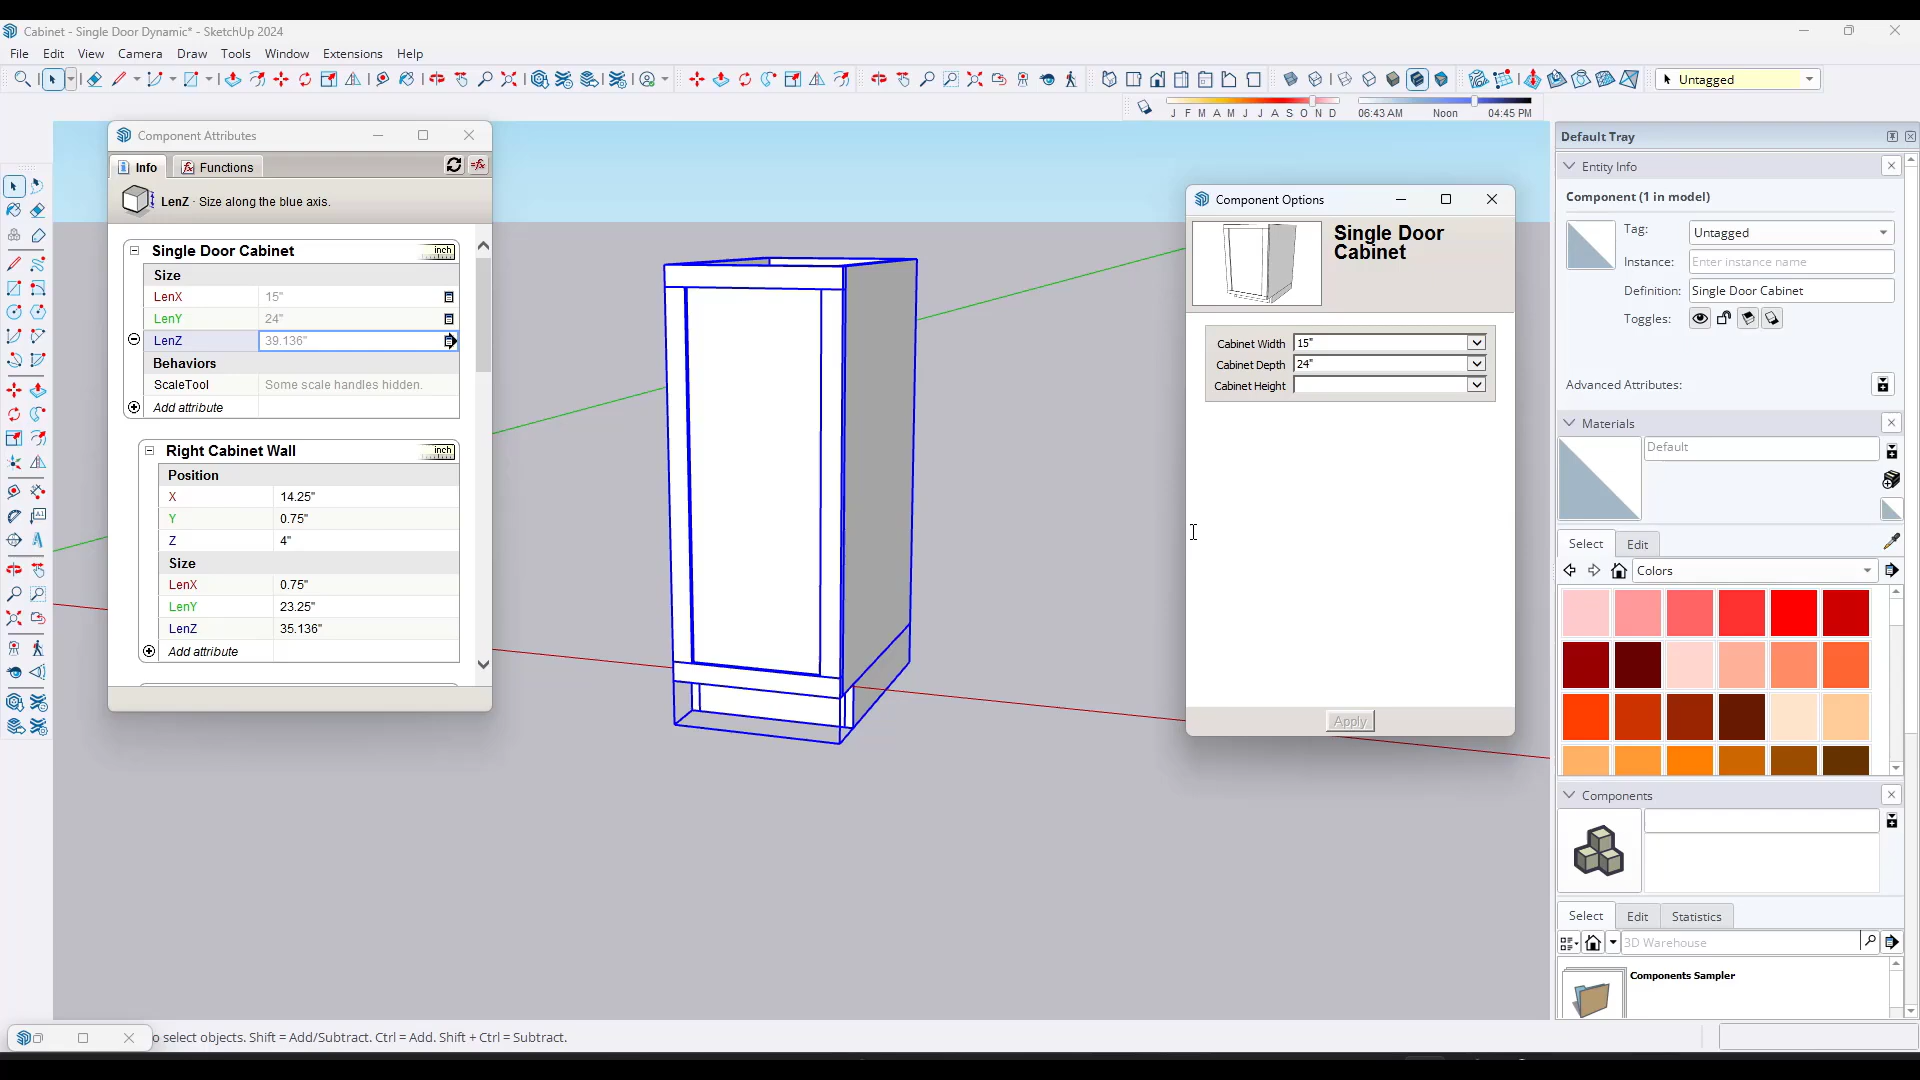 Cabinet - Single Door Dynamic* - SketchUp 2024
File Edit View Camera Draw Tools Window Extensions Help
Untagged
J F M A M J J A S O N D 06:43AM Noon 04:45 PM
Component Attributes
Info Functions
LenZ - Size along the blue axis.
Single Door Cabinet inch
Size
LenX 15"
LenY 24"
LenZ 39.136"
Behaviors
ScaleTool Some scale handles hidden.
Add attribute
Right Cabinet Wall inch
Position
X 14.25"
Y 0.75"
Z 4"
Size
LenX 0.75"
LenY 23.25"
LenZ 35.136"
Add attribute
Component Options
Single Door
Cabinet
Cabinet Width 15"
Cabinet Depth 24"
Cabinet Height
Apply
Default Tray
Entity Info
Component (1 in model)
Tag: Untagged
Instance: Enter instance name
Definition: Single Door Cabinet
Toggles:
Advanced Attributes:
Materials
Default
Select Edit
Colors
Components
Select Edit Statistics
3D Warehouse
Components Sampler
o select objects. Shift = Add/Subtract. Ctrl = Add. Shift + Ctrl = Subtract.